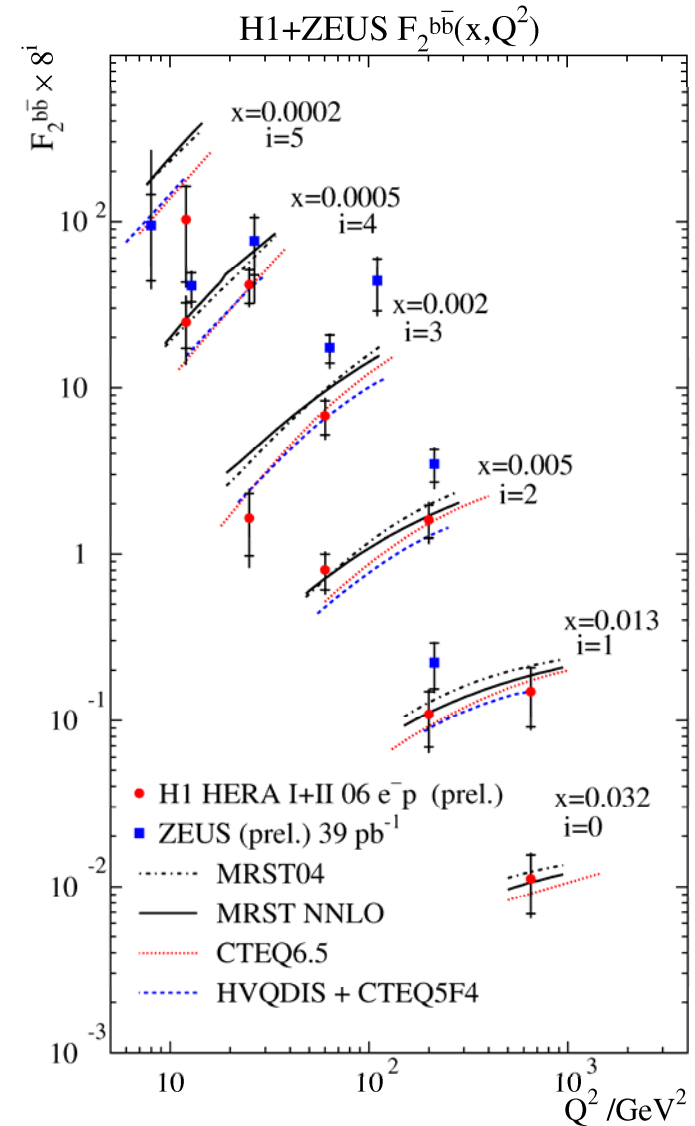 H1+ZEUS F₂ᵇᵇ̅(x,Q²)
F₂ᵇᵇ̅ × 8ⁱ
x=0.0002
i=5
x=0.0005
i=4
10²
x=0.002
i=3
10
x=0.005
i=2
1
x=0.013
i=1
10⁻¹
H1 HERA I+II 06 e⁻p (prel.)
x=0.032
i=0
ZEUS (prel.) 39 pb⁻¹
10⁻²
MRST04
MRST NNLO
CTEQ6.5
HVQDIS + CTEQ5F4
10⁻³
10 10² 10³
Q² /GeV²